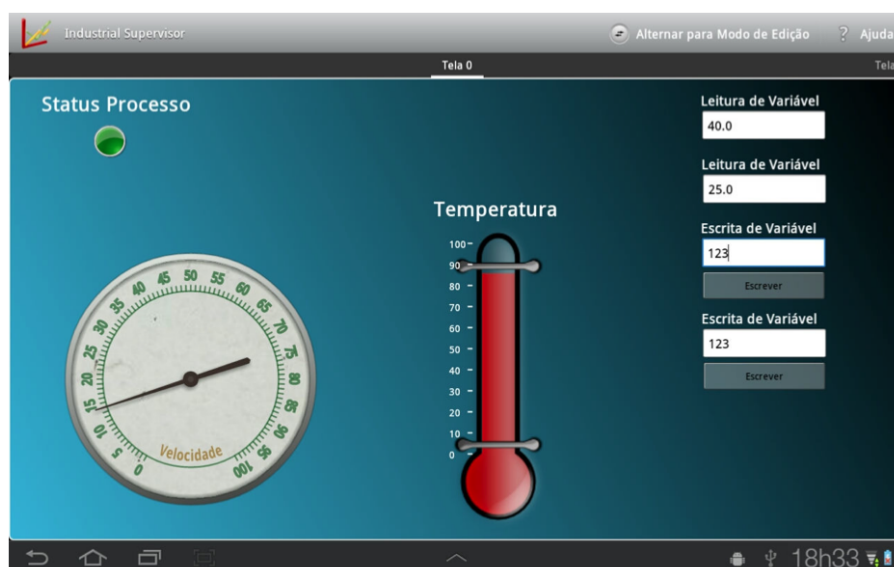 Industrial Supervisor
Alternar para Modo de Edição
? Ajuda
Tela 0
Tela
Status Processo
Leitura de Variável
40.0
Leitura de Variável
25.0
Temperatura
Escrita de Variável
123
Escrever
Escrita de Variável
123
Escrever
100
90
80
70
60
50
40
30
20
10
0
0
5
10
15
20
25
30
35
40
45
50
55
60
65
70
75
80
85
90
95
100
Velocidade
18h33